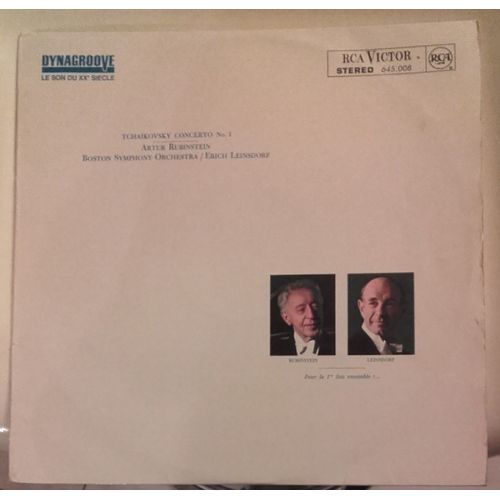 DYNAGROOVE
LE SON DU XXe SIÈCLE
RCA VICTOR
STEREO 645.008
RCA
TCHAÏKOVSKY CONCERTO No. 1
ARTUR RUBINSTEIN
BOSTON SYMPHONY ORCHESTRA / ERICH LEINSDORF
RUBINSTEIN
LEINSDORF
Pour la 1re fois ensemble !...